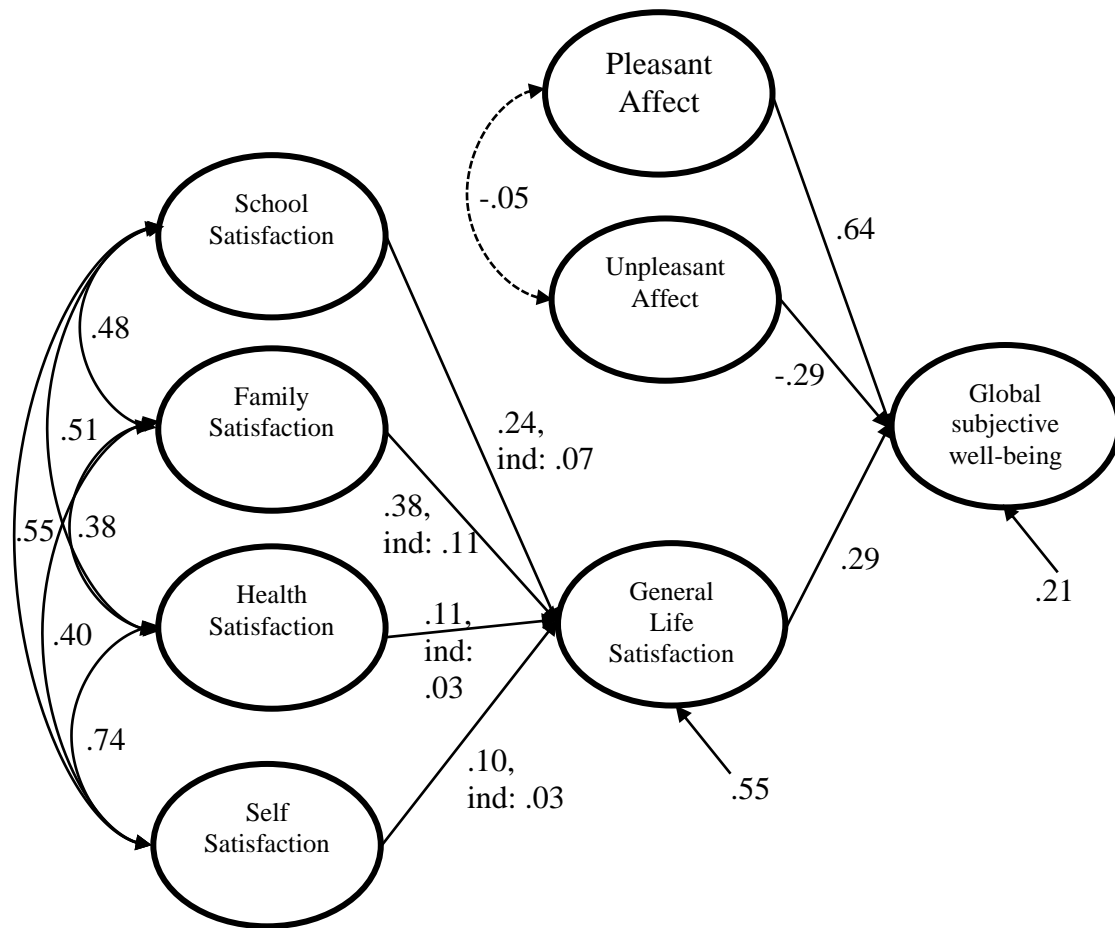 Pleasant
Affect
-.05
.64
School
Satisfaction
Unpleasant
Affect
.48
-.29
Family
Satisfaction
Global
subjective
well-being
.51
.24,
ind: .07
.38,
ind: .11
.55
.38
.29
.21
Health
Satisfaction
.11,
ind:
.03
General
Life
Satisfaction
.40
.74
.10,
ind: .03
.55
Self
Satisfaction